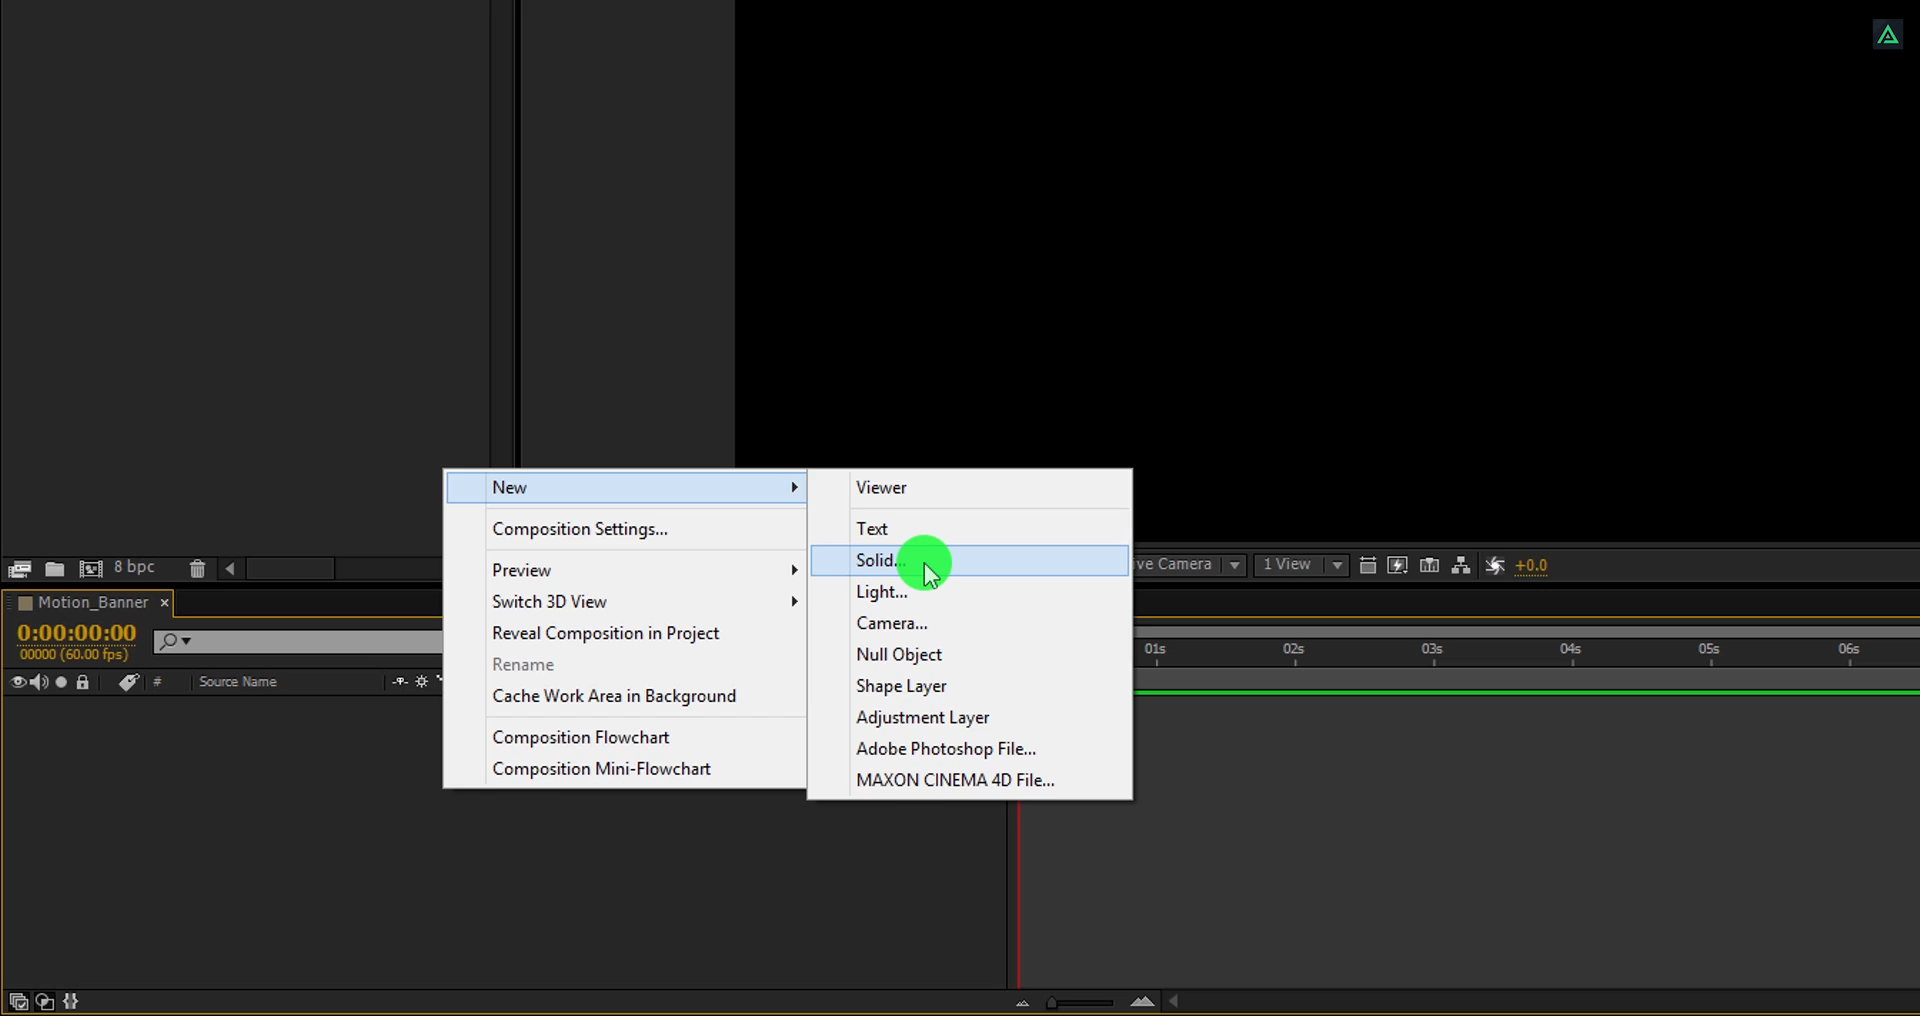 New
Composition Settings...
Preview
Switch 3D View
Reveal Composition in Project
Rename
Cache Work Area in Background
Composition Flowchart
Composition Mini-Flowchart
Viewer
Text
Solid...
Light...
Camera...
Null Object
Shape Layer
Adjustment Layer
Adobe Photoshop File...
MAXON CINEMA 4D File...
8 bpc
ve Camera
1 View
+0.0
Motion_Banner
0:00:00:00
00000 (60.00 fps)
# Source Name
01s 02s 03s 04s 05s 06s